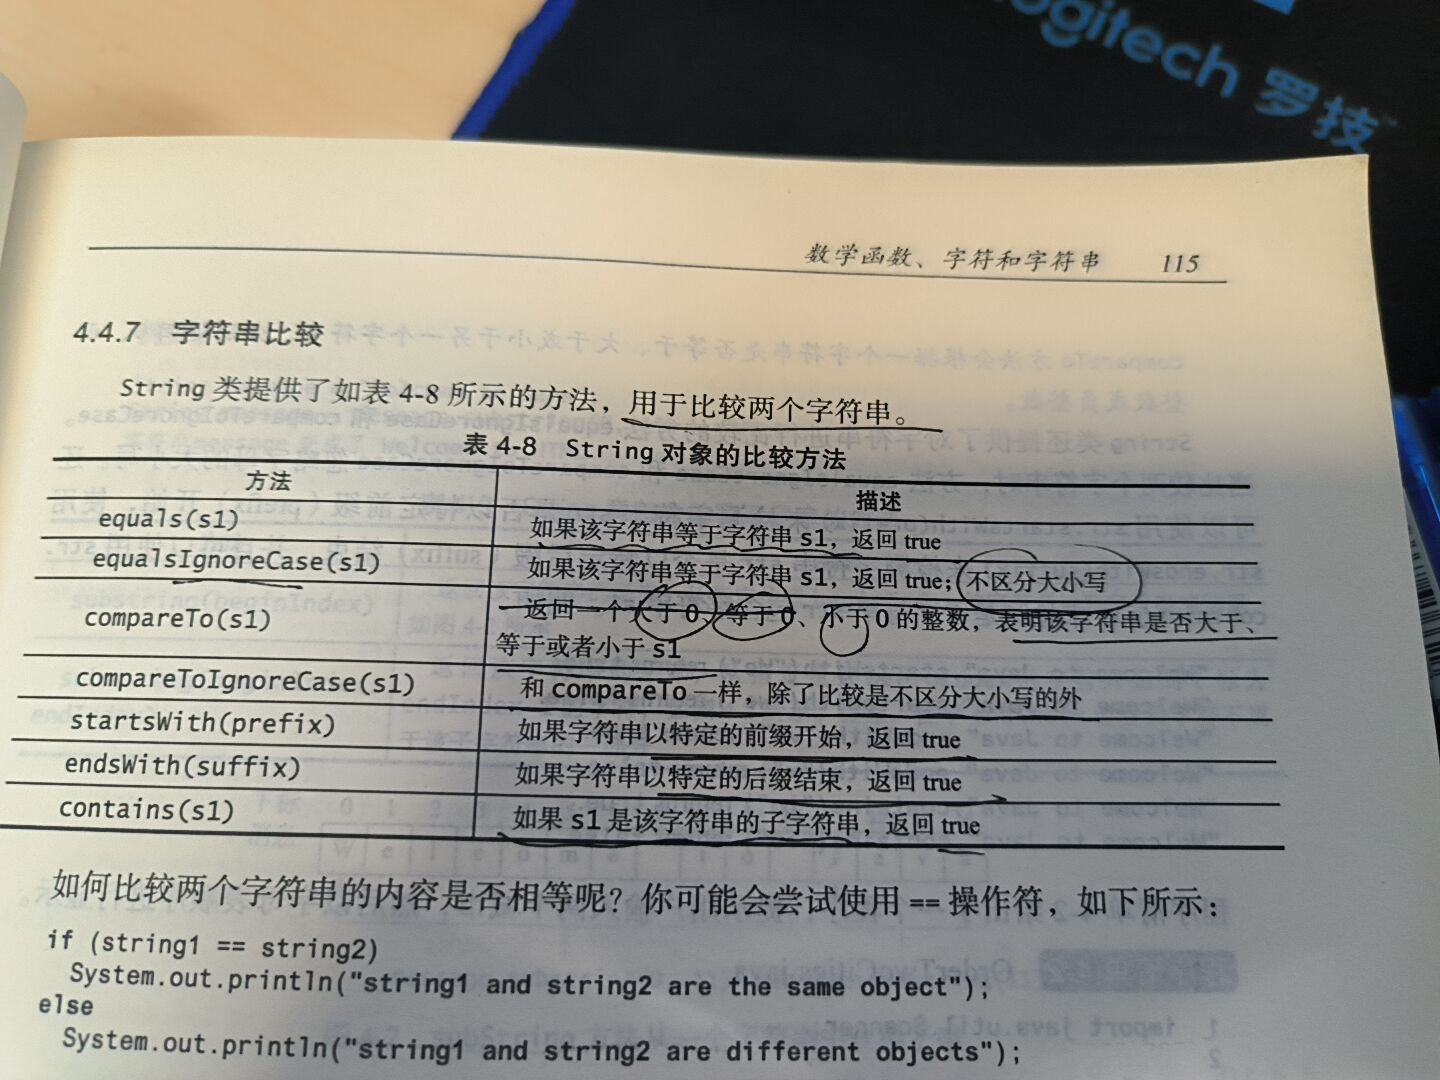 logitech 罗技
数学函数、字符和字符串 115
4.4.7 字符串比较
String 类提供了如表 4-8 所示的方法，用于比较两个字符串。
表 4-8 String 对象的比较方法
方法 描述
equals(s1) 如果该字符串等于字符串 s1，返回 true
equalsIgnoreCase(s1) 如果该字符串等于字符串 s1，返回 true；不区分大小写
compareTo(s1) 返回一个大于 0、等于 0、小于 0 的整数，表明该字符串是否大于、
等于或者小于 s1
compareToIgnoreCase(s1) 和 compareTo 一样，除了比较是不区分大小写的外
startsWith(prefix) 如果字符串以特定的前缀开始，返回 true
endsWith(suffix) 如果字符串以特定的后缀结束，返回 true
contains(s1) 如果 s1 是该字符串的子字符串，返回 true
如何比较两个字符串的内容是否相等呢？你可能会尝试使用 == 操作符，如下所示：
if (string1 == string2)
System.out.println("string1 and string2 are the same object");
else
System.out.println("string1 and string2 are different objects");